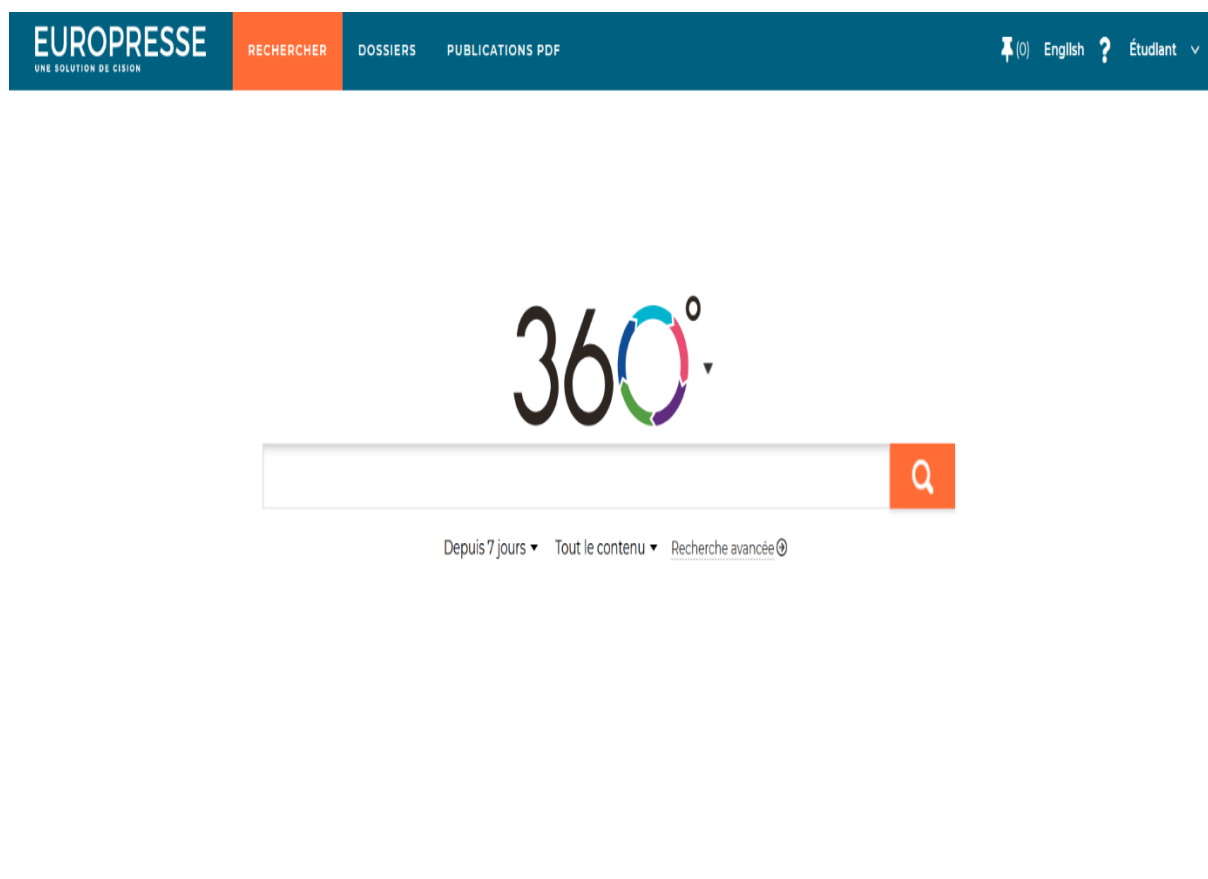 EUROPRESSE
UNE SOLUTION DE CISION
RECHERCHER DOSSIERS PUBLICATIONS PDF (0) English ? Étudiant
360°
Depuis 7 jours Tout le contenu Recherche avancée